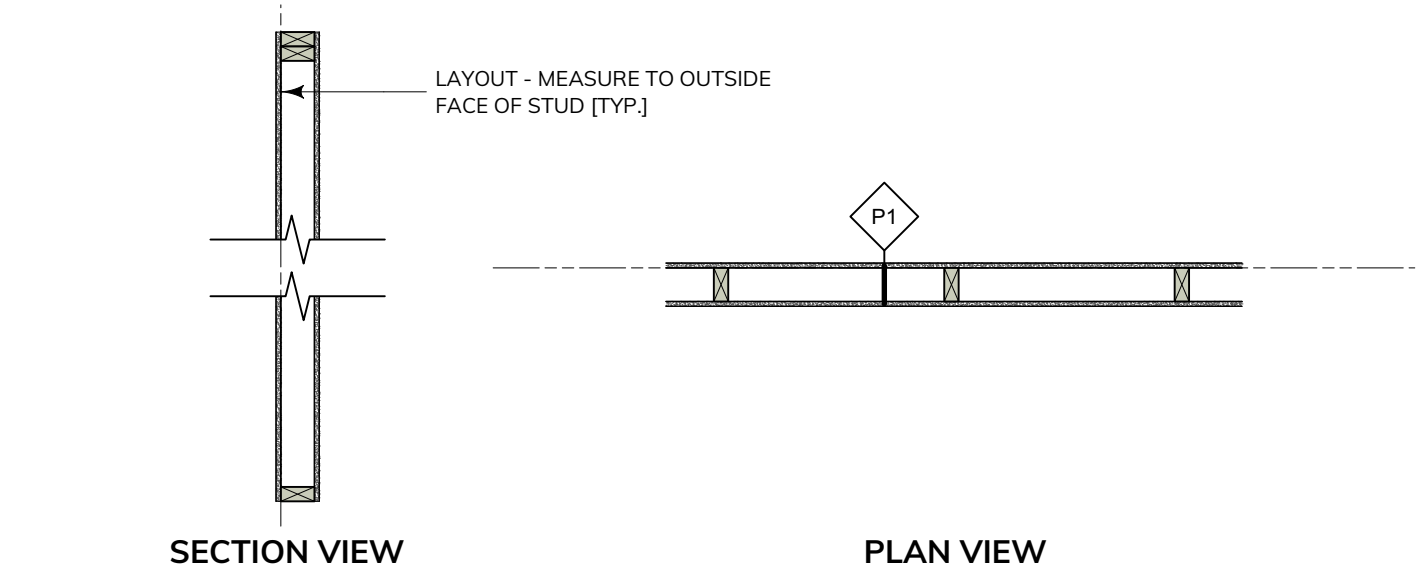 LAYOUT - MEASURE TO OUTSIDE
FACE OF STUD [TYP.]
P1
SECTION VIEW
PLAN VIEW